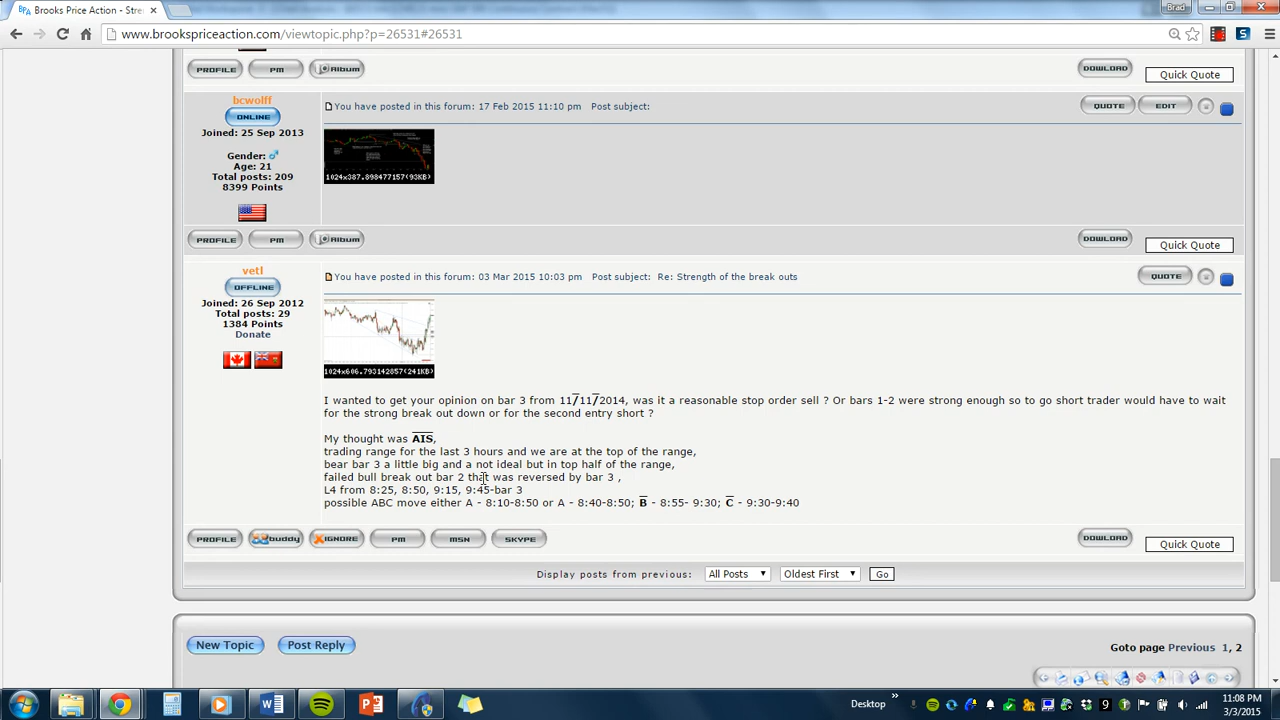 Brooks Price Action - Stre
Brad
www.brookspriceaction.com/viewtopic.php?p=26531#26531
PROFILE PM Album DOWLOAD Quick Quote
bcwolff
ONLINE
Joined: 25 Sep 2013
Gender:
Age: 21
Total posts: 209
8399 Points
You have posted in this forum: 17 Feb 2015 11:10 pm Post subject:
QUOTE EDIT
1024x387.898477157(93KB)
PROFILE PM Album DOWLOAD Quick Quote
vetl
OFFLINE
Joined: 26 Sep 2012
Total posts: 29
1384 Points
Donate
You have posted in this forum: 03 Mar 2015 10:03 pm Post subject: Re: Strength of the break outs
QUOTE
1024x606.793142857(241KB)
I wanted to get your opinion on bar 3 from 11/11/2014, was it a reasonable stop order sell ? Or bars 1-2 were strong enough so to go short trader would have to wait
for the strong break out down or for the second entry short ?
My thought was AIS,
trading range for the last 3 hours and we are at the top of the range,
bear bar 3 a little big and a not ideal but in top half of the range,
failed bull break out bar 2 that was reversed by bar 3 ,
L4 from 8:25, 8:50, 9:15, 9:45-bar 3
possible ABC move either A - 8:10-8:50 or A - 8:40-8:50; B - 8:55- 9:30; C - 9:30-9:40
PROFILE buddy IGNORE PM MSN SKYPE DOWLOAD Quick Quote
Display posts from previous: All Posts Oldest First Go
New Topic Post Reply
Goto page Previous 1, 2
Desktop
11:08 PM
3/3/2015